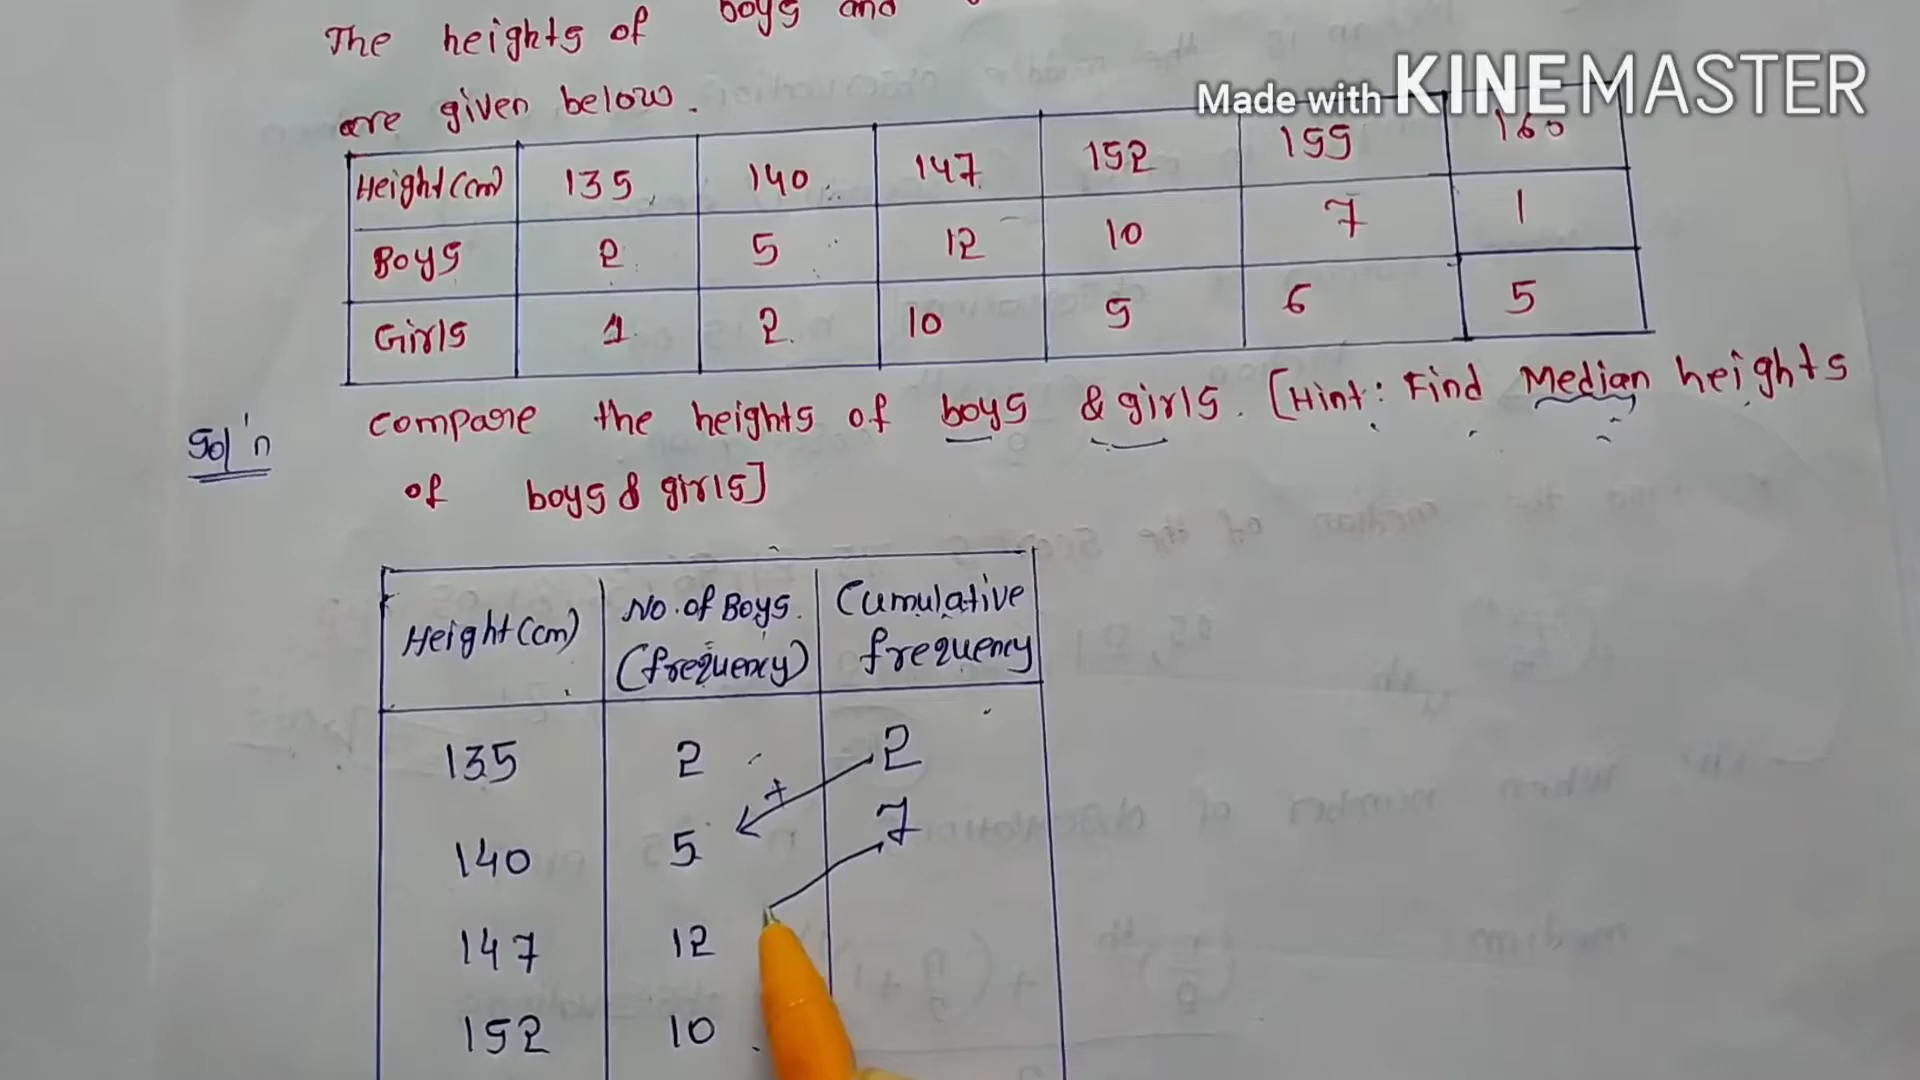 The heights of boys and
are given below.
Made with KINEMASTER
Height(cm) 135 140 147 152 155 160
Boys 2 5 12 10 7 1
Girls 1 2 10 5 6 5
Sol'n
compare the heights of boys & girls. [Hint: Find Median heights
of boys & girls]
Height(cm) No. of Boys (frequency) Cumulative frequency
135 2 2
+
140 5 7
147 12
152 10